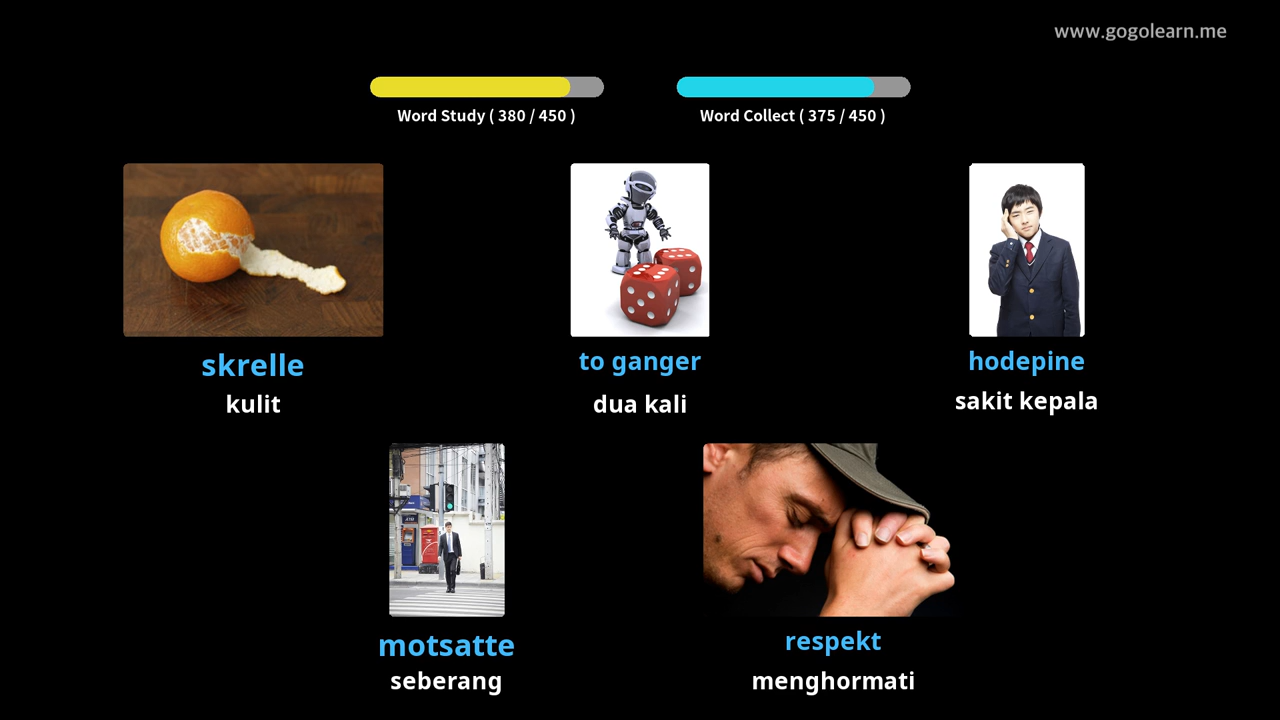 www.gogolearn.me
Word Study ( 380 / 450 )
Word Collect ( 375 / 450 )
skrelle
kulit
to ganger
dua kali
hodepine
sakit kepala
motsatte
seberang
respekt
menghormati